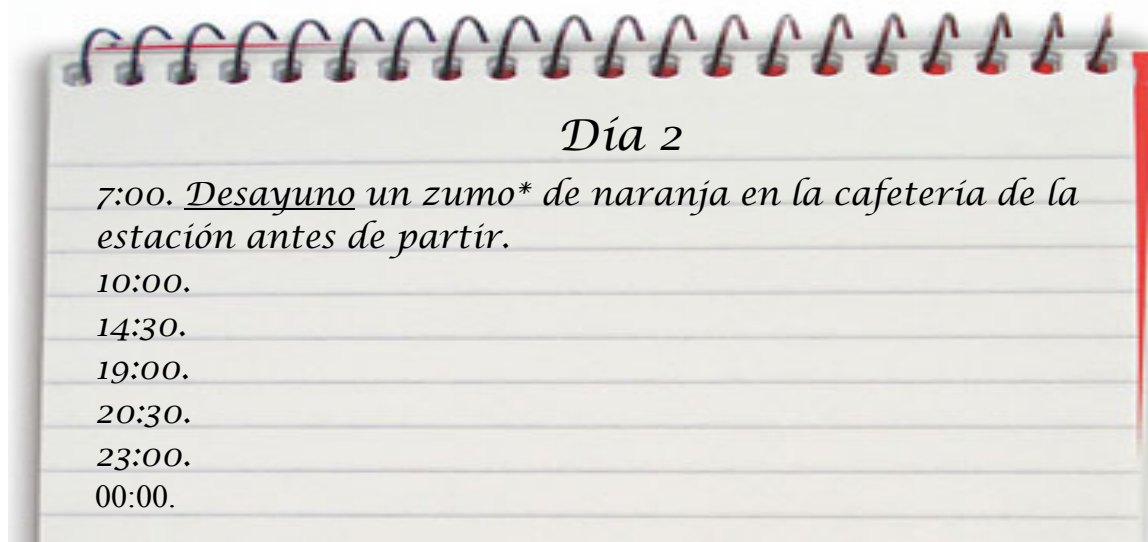 Día 2
7:00. Desayuno un zumo* de naranja en la cafetería de la
estación antes de partir.
10:00.
14:30.
19:00.
20:30.
23:00.
00:00.